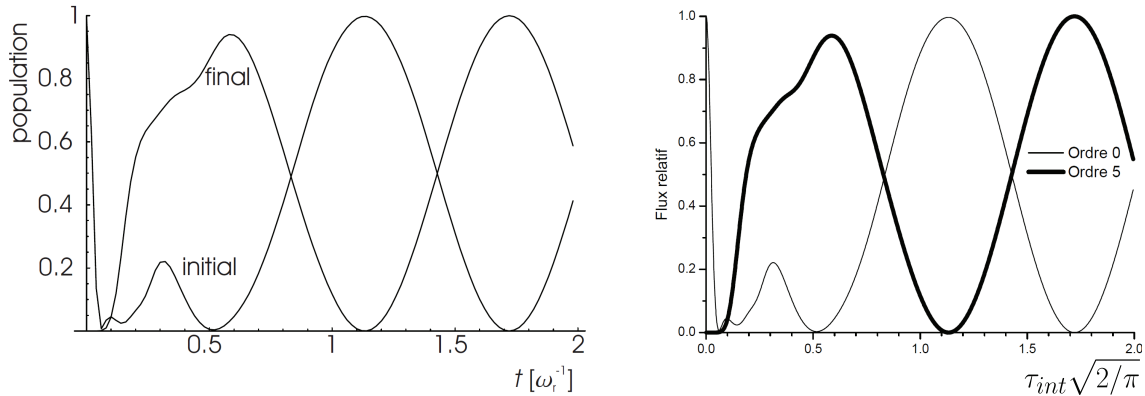 1
0.8
0.6
0.4
0.2
population
final
initial
0.5
1
1.5
2
t [ω_r^-1]
1.0
0.8
0.6
0.4
0.2
0.0
Flux relatif
Ordre 0
Ordre 5
0.0
0.5
1.0
1.5
2.0
τ_int√2/π